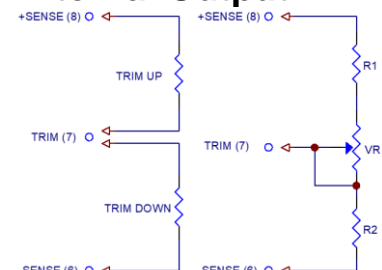 +SENSE (8)
+SENSE (8)
R1
TRIM UP
TRIM (7)
TRIM (7)
VR
TRIM DOWN
R2